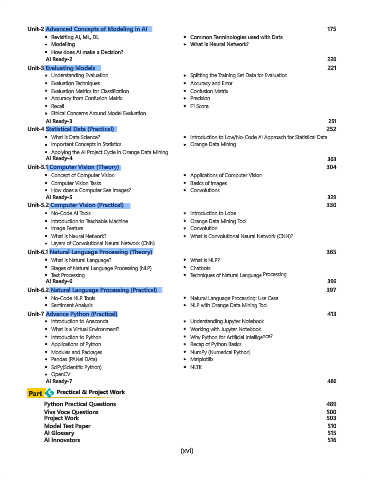 Unit-2 Advanced Concepts of Modeling in AI 175
• Revisiting AI, ML, DL • Common Terminologies used with Data
• Modelling • What is Neural Network?
• How does AI make a Decision?
AI Ready-2 220
Unit-3 Evaluating Models 221
• Understanding Evaluation • Splitting the Training Set Data for Evaluation
• Evaluation Techniques • Accuracy and Error
• Evaluation Metrics for Classification • Confusion Matrix
• Accuracy from Confusion Matrix • Precision
• Recall • F1 Score
• Ethical Concerns Around Model Evaluation
AI Ready-3 251
Unit-4 Statistical Data (Practical) 252
• What is Data Science? • Introduction to Low/No-Code AI Approach for Statistical Data
• Important Concepts in Statistics • Orange Data Mining
• Applying the AI Project Cycle in Orange Data Mining
AI Ready-4 303
Unit-5.1 Computer Vision (Theory) 304
• Concept of Computer Vision • Applications of Computer Vision
• Computer Vision Tasks • Basics of Images
• How does a Computer See Images? • Convolutions
AI Ready-5 329
Unit-5.2 Computer Vision (Practical) 330
• No-Code AI Tools • Introduction to Lobe
• Introduction to Teachable Machine • Orange Data Mining Tool
• Image Feature • Convolution
• What is Neural Network? • What is Convolutional Neural Network (CNN)?
• Layers of Convolutional Neural Network (CNN)
Unit-6.1 Natural Language Processing (Theory) 365
• What is Natural Language? • What is NLP?
• Stages of Natural Language Processing (NLP) • Chatbots
• Text Processing • Techniques of Natural Language Processing
AI Ready-6 396
Unit-6.2 Natural Language Processing (Practical) 397
• No-Code NLP Tools • Natural Language Processing: Use Case
• Sentiment Analysis • NLP with Orange Data Mining Tool
Unit-7 Advance Python (Practical) 413
• Introduction to Anaconda • Understanding Jupyter Notebook
• What is a Virtual Environment? • Working with Jupyter Notebook
• Introduction to Python • Why Python for Artificial Intelligence?
• Applications of Python • Recap of Python Basics
• Modules and Packages • NumPy (Numerical Python)
• Pandas (PANel DAta) • Matplotlib
• SciPy(Scientific Python) • NLTK
• OpenCV
AI Ready-7 486
Part C Practical & Project Work
Python Practical Questions 489
Viva Voce Questions 500
Project Work 503
Model Test Paper 510
AI Glossary 515
AI Innovators 516
(xvi)